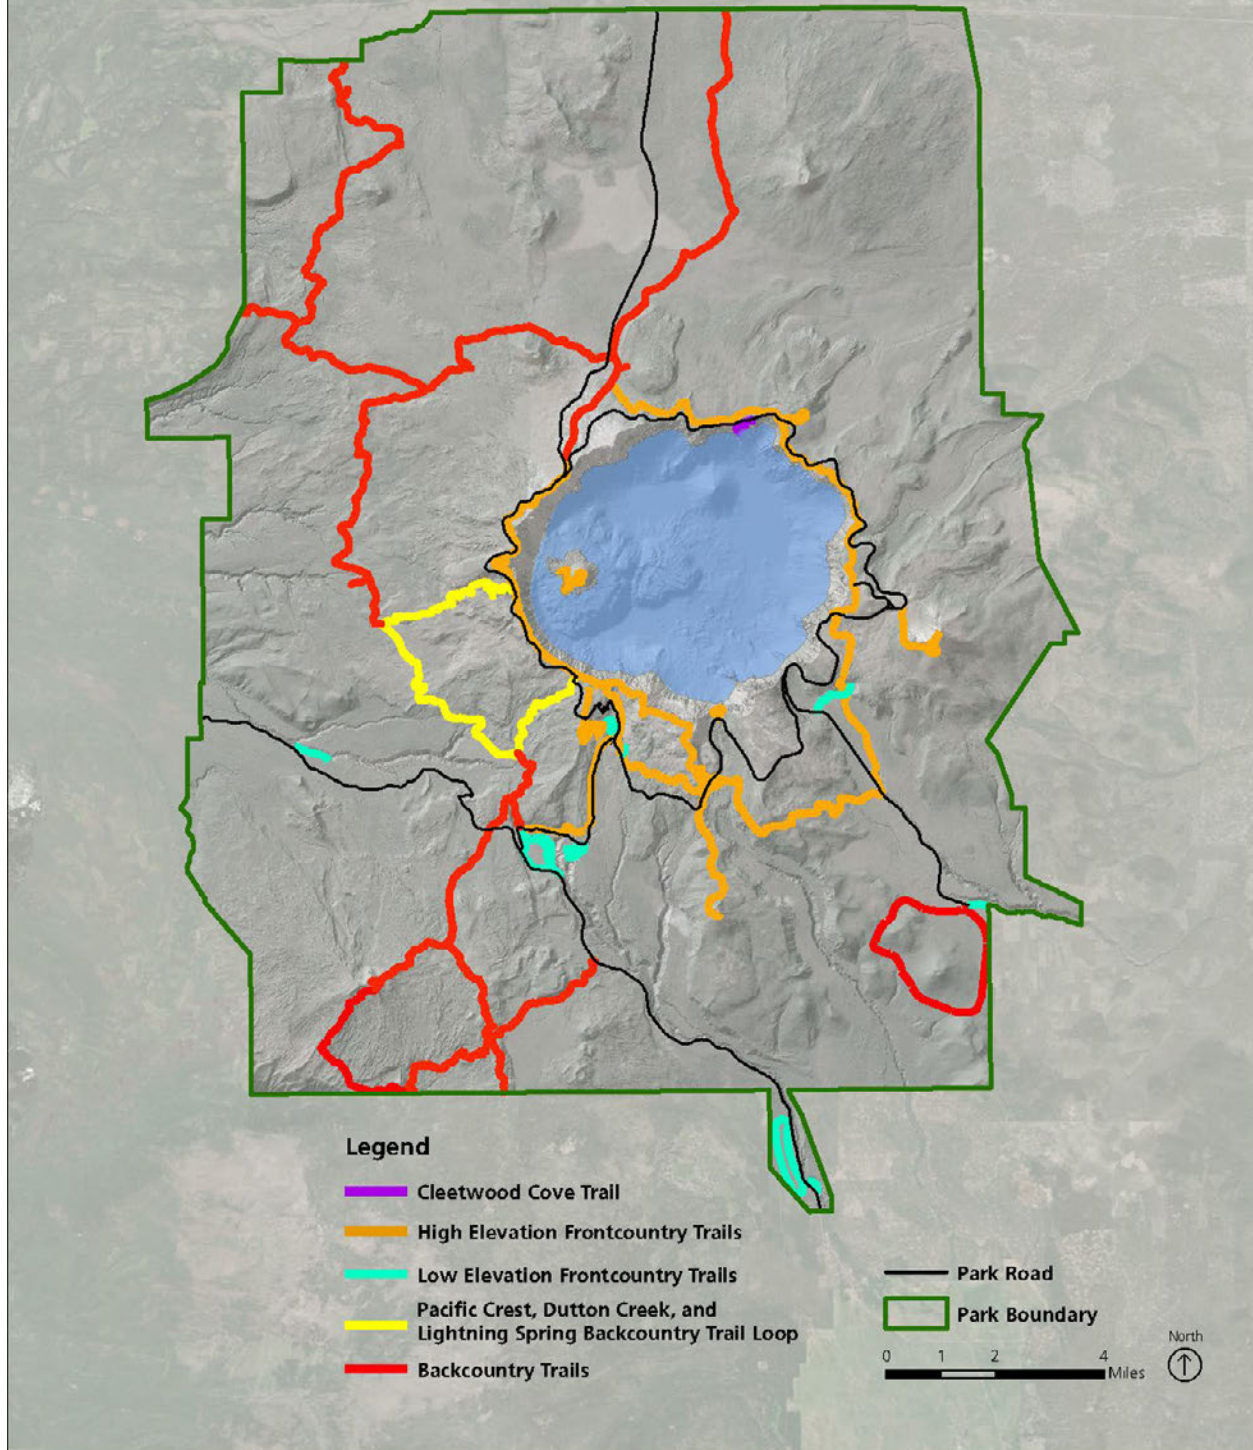 Legend
Cleetwood Cove Trail
High Elevation Frontcountry Trails
Low Elevation Frontcountry Trails
Pacific Crest, Dutton Creek, and
Lightning Spring Backcountry Trail Loop
Backcountry Trails
Park Road
Park Boundary
0 1 2 4
Miles
North